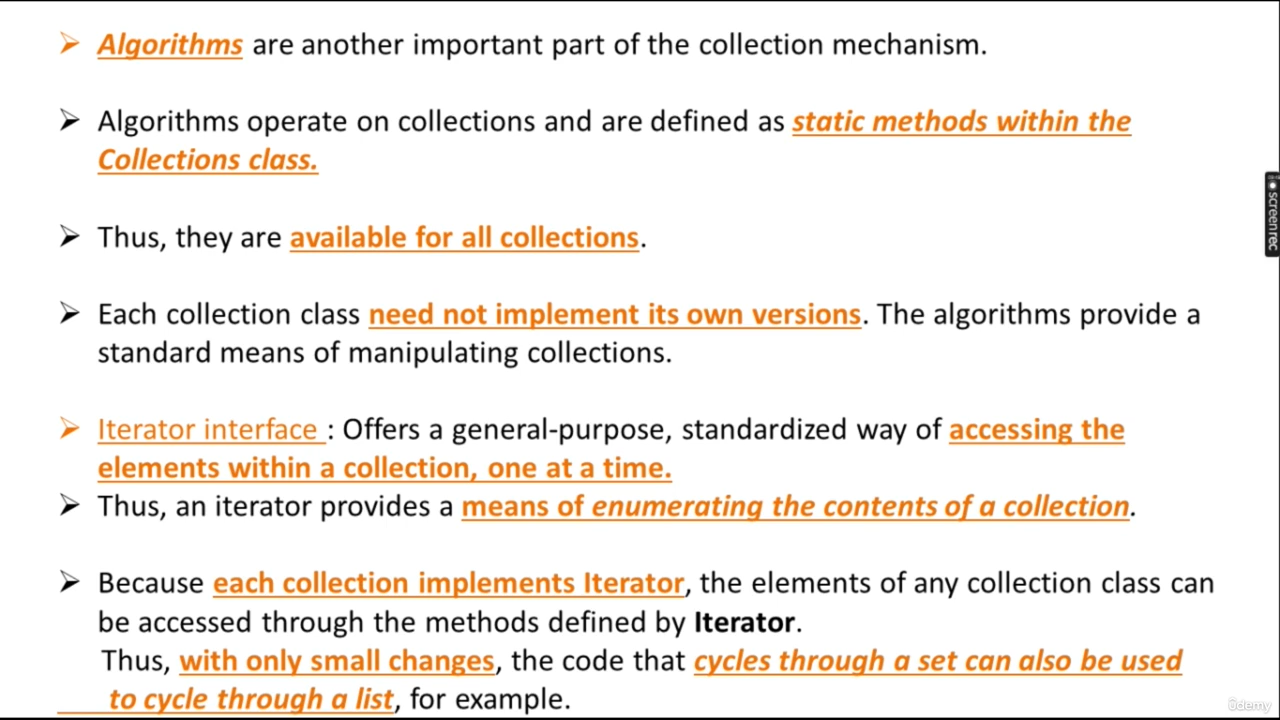 ➢ Algorithms are another important part of the collection mechanism.
➢ Algorithms operate on collections and are defined as static methods within the
Collections class.
➢ Thus, they are available for all collections.
➢ Each collection class need not implement its own versions. The algorithms provide a
standard means of manipulating collections.
➢ Iterator interface : Offers a general-purpose, standardized way of accessing the
elements within a collection, one at a time.
➢ Thus, an iterator provides a means of enumerating the contents of a collection.
➢ Because each collection implements Iterator, the elements of any collection class can
be accessed through the methods defined by Iterator.
Thus, with only small changes, the code that cycles through a set can also be used
to cycle through a list, for example.
screenrec
ûdemy